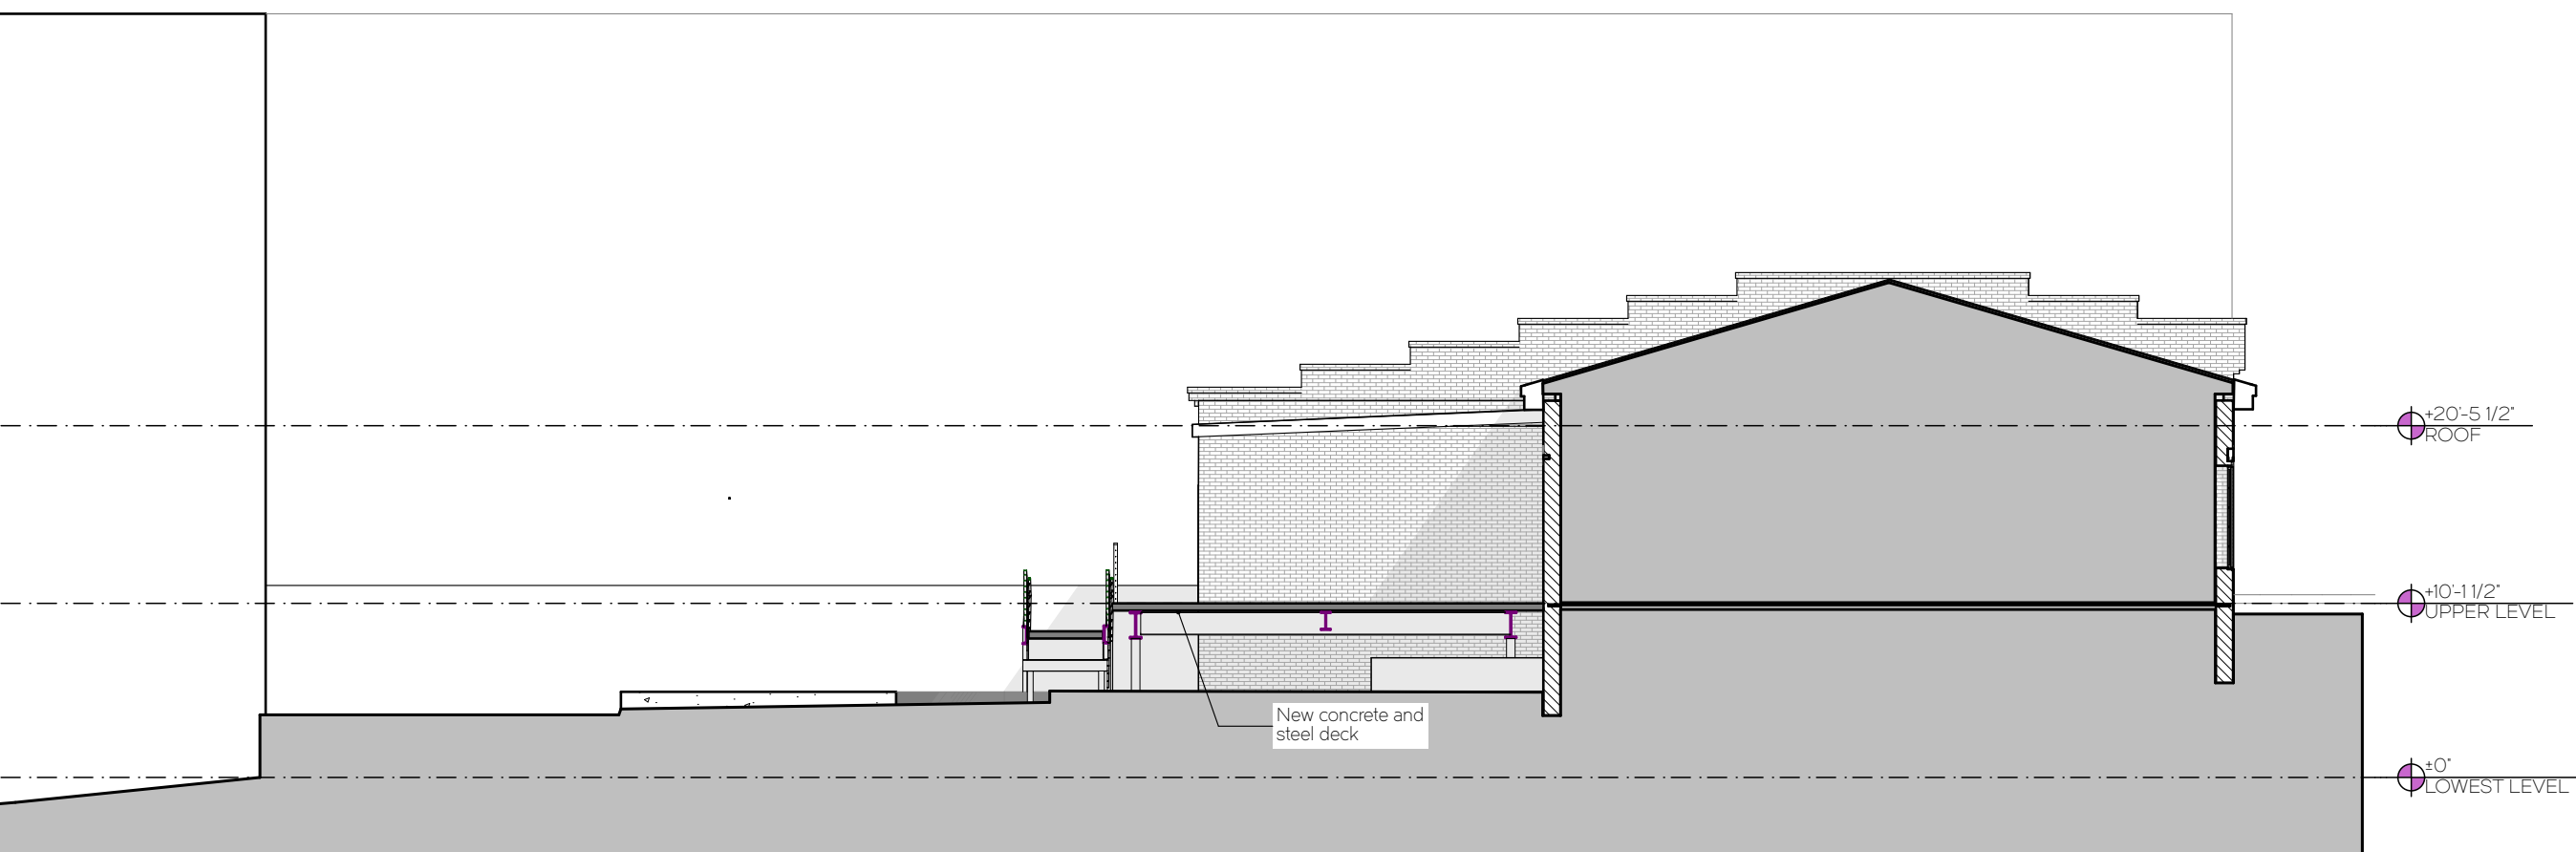 +20'-5 1/2"
ROOF
+10'-1 1/2"
UPPER LEVEL
New concrete and
steel deck
±0"
LOWEST LEVEL